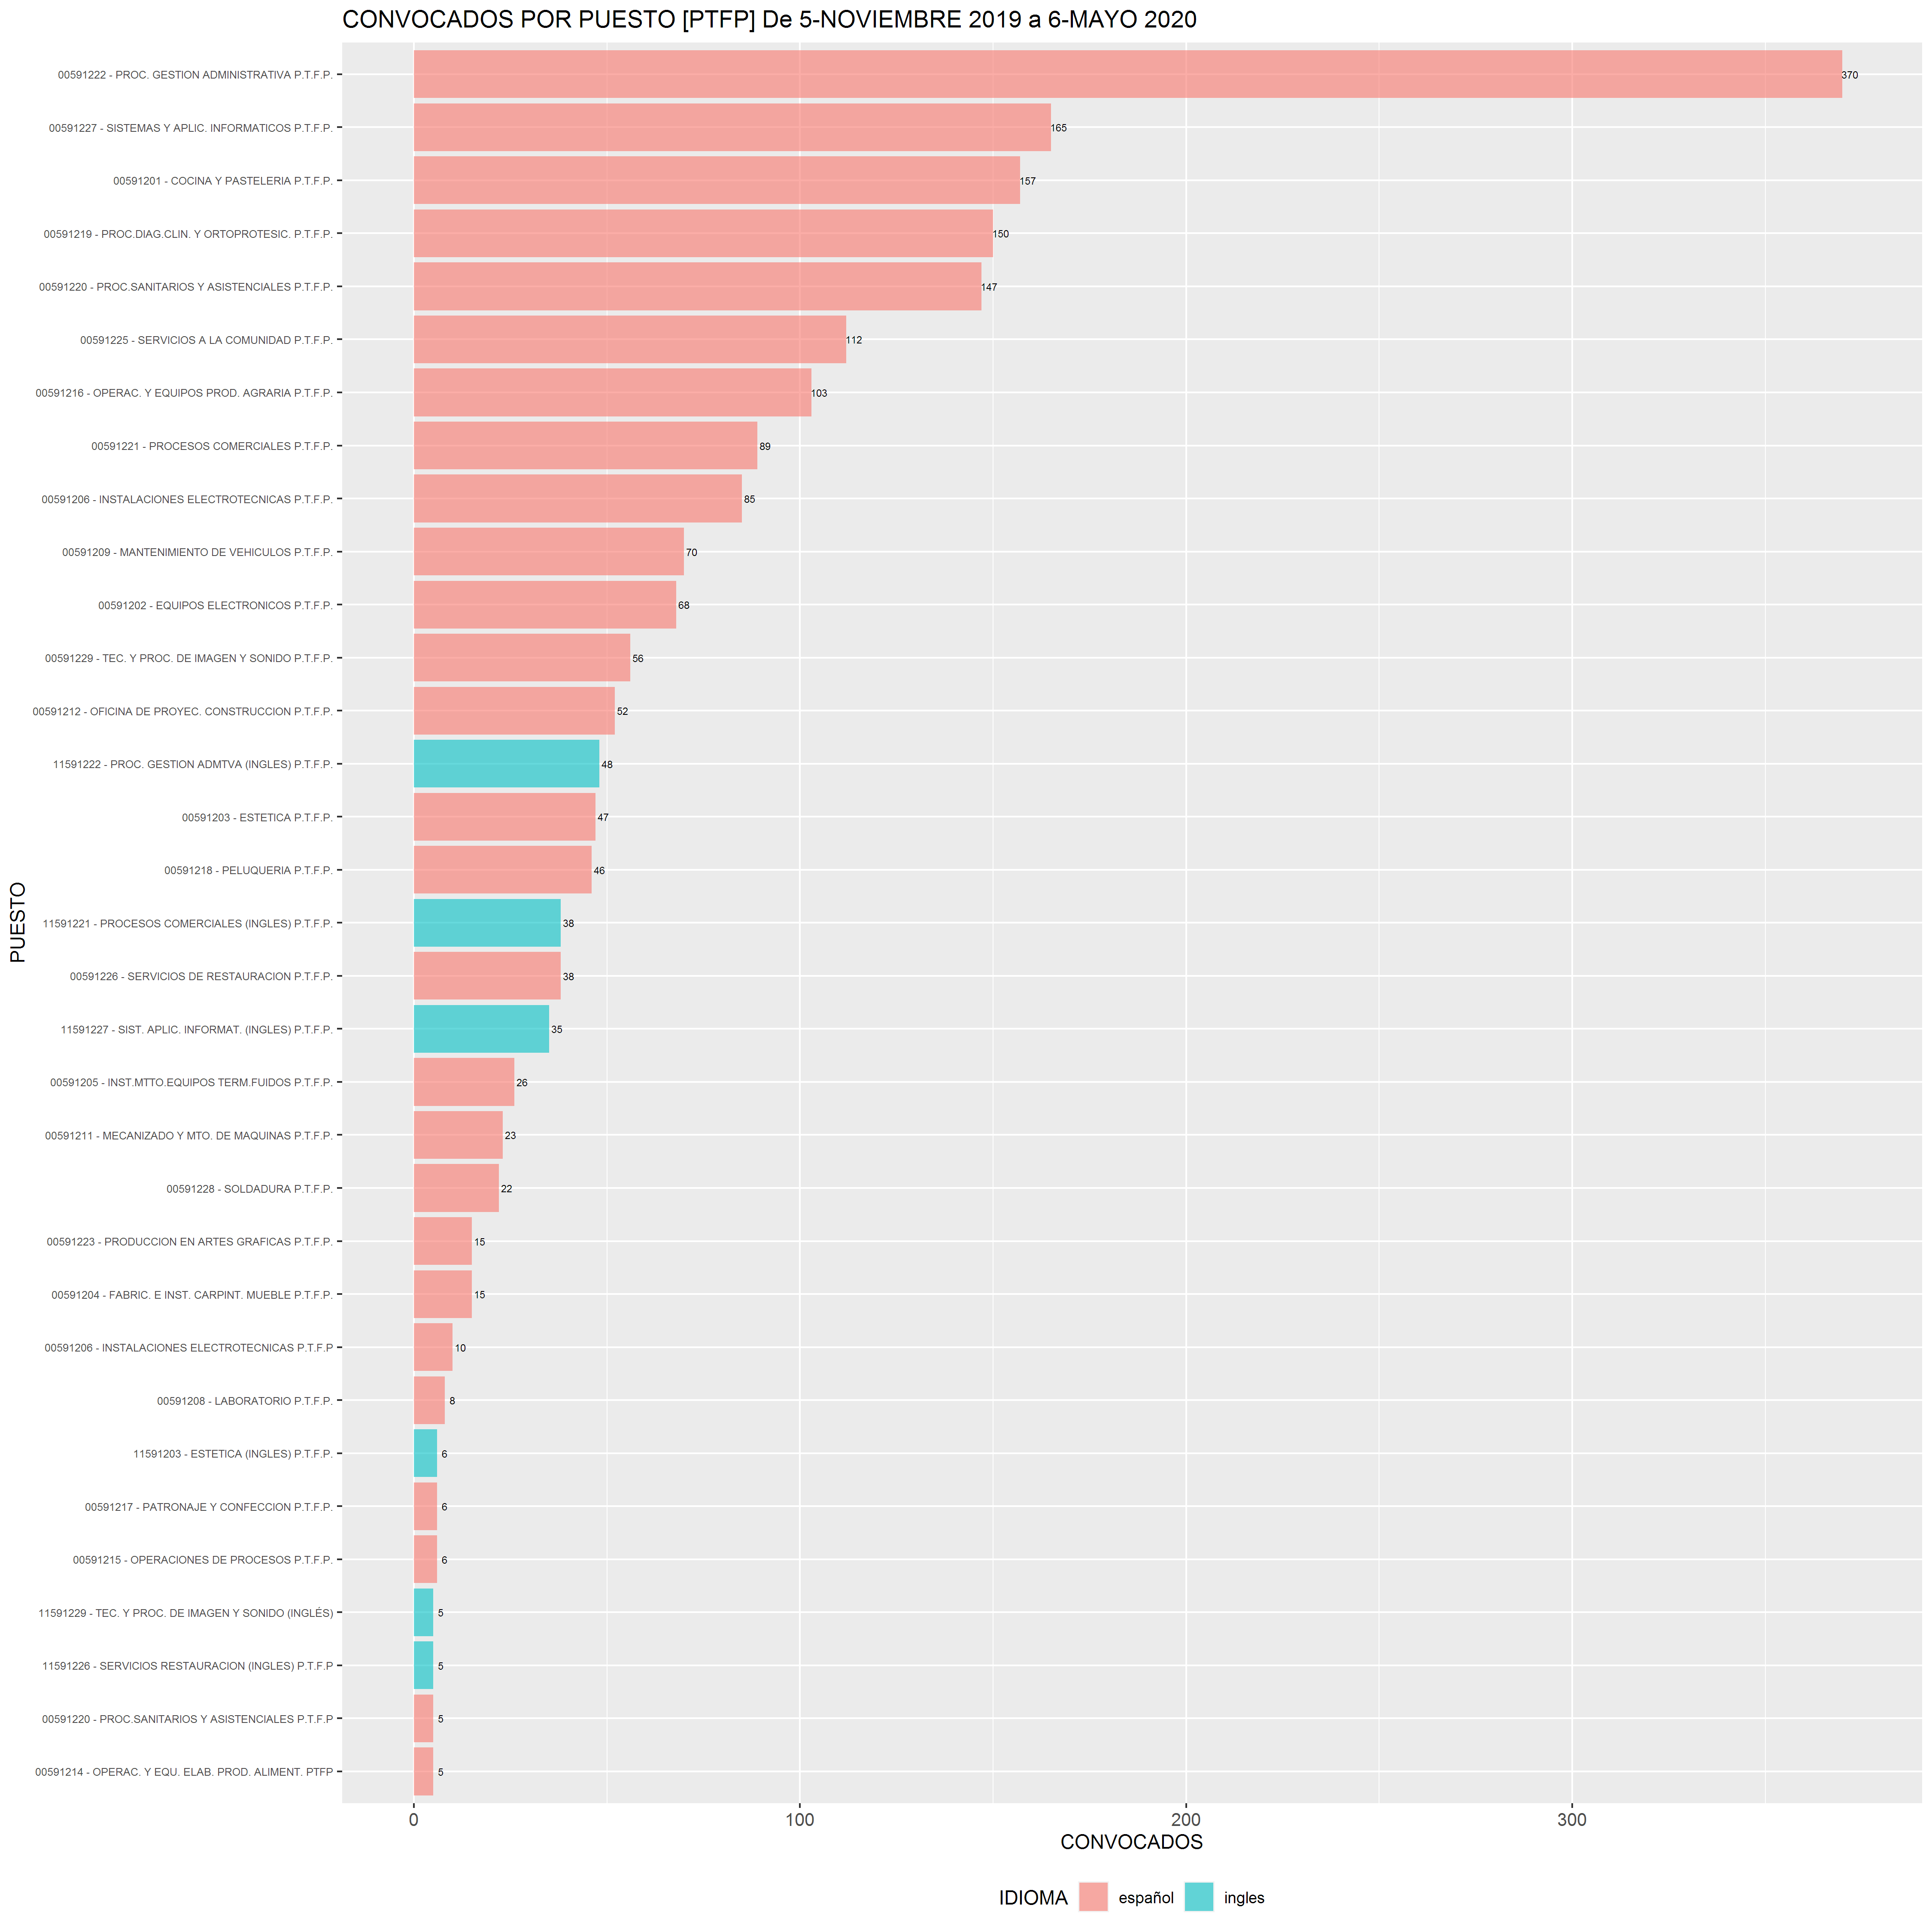 CONVOCADOS POR PUESTO [PTFP] De 5-NOVIEMBRE 2019 a 6-MAYO 2020
00591222 - PROC. GESTION ADMINISTRATIVA P.T.F.P. 370
00591227 - SISTEMAS Y APLIC. INFORMATICOS P.T.F.P. 165
00591201 - COCINA Y PASTELERIA P.T.F.P. 157
00591219 - PROC.DIAG.CLIN. Y ORTOPROTESIC. P.T.F.P. 150
00591220 - PROC.SANITARIOS Y ASISTENCIALES P.T.F.P. 147
00591225 - SERVICIOS A LA COMUNIDAD P.T.F.P. 112
00591216 - OPERAC. Y EQUIPOS PROD. AGRARIA P.T.F.P. 103
00591221 - PROCESOS COMERCIALES P.T.F.P. 89
00591206 - INSTALACIONES ELECTROTECNICAS P.T.F.P. 85
00591209 - MANTENIMIENTO DE VEHICULOS P.T.F.P. 70
00591202 - EQUIPOS ELECTRONICOS P.T.F.P. 68
00591229 - TEC. Y PROC. DE IMAGEN Y SONIDO P.T.F.P. 56
00591212 - OFICINA DE PROYEC. CONSTRUCCION P.T.F.P. 52
11591222 - PROC. GESTION ADMTVA (INGLES) P.T.F.P. 48
00591203 - ESTETICA P.T.F.P. 47
00591218 - PELUQUERIA P.T.F.P. 46
11591221 - PROCESOS COMERCIALES (INGLES) P.T.F.P. 38
00591226 - SERVICIOS DE RESTAURACION P.T.F.P. 38
11591227 - SIST. APLIC. INFORMAT. (INGLES) P.T.F.P. 35
00591205 - INST.MTTO.EQUIPOS TERM.FUIDOS P.T.F.P. 26
00591211 - MECANIZADO Y MTO. DE MAQUINAS P.T.F.P. 23
00591228 - SOLDADURA P.T.F.P. 22
00591223 - PRODUCCION EN ARTES GRAFICAS P.T.F.P. 15
00591204 - FABRIC. E INST. CARPINT. MUEBLE P.T.F.P. 15
00591206 - INSTALACIONES ELECTROTECNICAS P.T.F.P 10
00591208 - LABORATORIO P.T.F.P. 8
11591203 - ESTETICA (INGLES) P.T.F.P. 6
00591217 - PATRONAJE Y CONFECCION P.T.F.P. 6
00591215 - OPERACIONES DE PROCESOS P.T.F.P. 6
11591229 - TEC. Y PROC. DE IMAGEN Y SONIDO (INGLÉS) 5
11591226 - SERVICIOS RESTAURACION (INGLES) P.T.F.P 5
00591220 - PROC.SANITARIOS Y ASISTENCIALES P.T.F.P 5
00591214 - OPERAC. Y EQU. ELAB. PROD. ALIMENT. PTFP 5
PUESTO
0 100 200 300
CONVOCADOS
IDIOMA español ingles